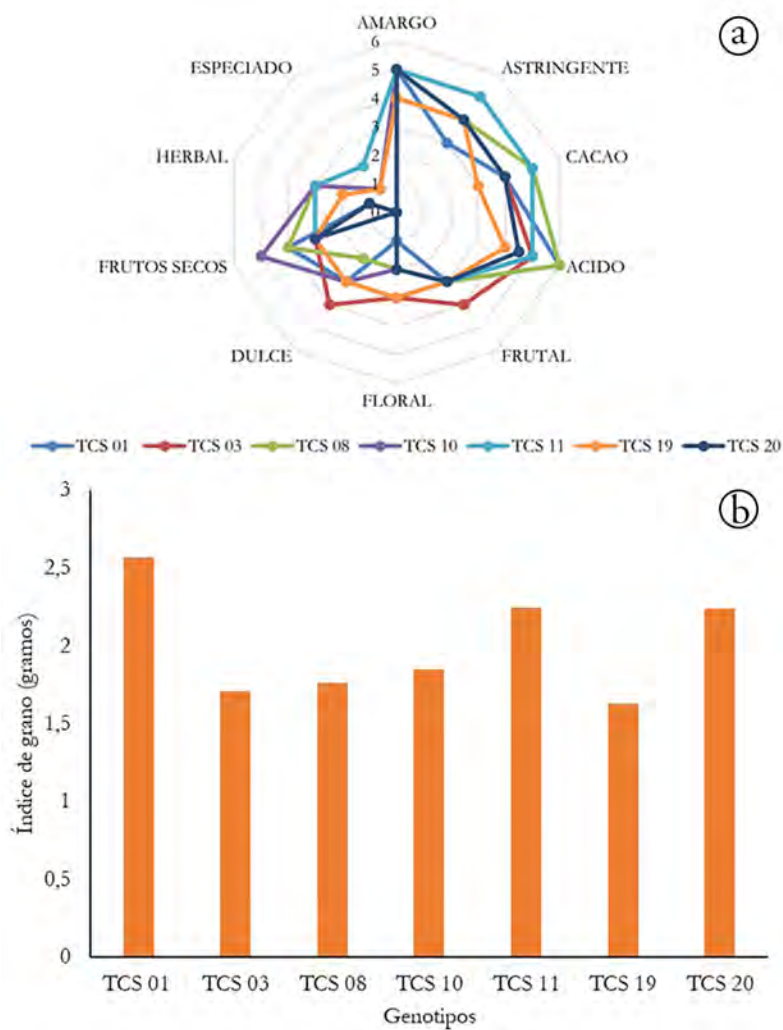 a
AMARGO
ESPECIADO
ASTRINGENTE
HERBAL
CACAO
FRUTOS SECOS
ACIDO
DULCE
FRUTAL
FLORAL
6
5
4
3
2
1
0
TCS 01 TCS 03 TCS 08 TCS 10 TCS 11 TCS 19 TCS 20
b
Índice de grano (gramos)
3
2,5
2
1,5
1
0,5
0
TCS 01 TCS 03 TCS 08 TCS 10 TCS 11 TCS 19 TCS 20
Genotipos